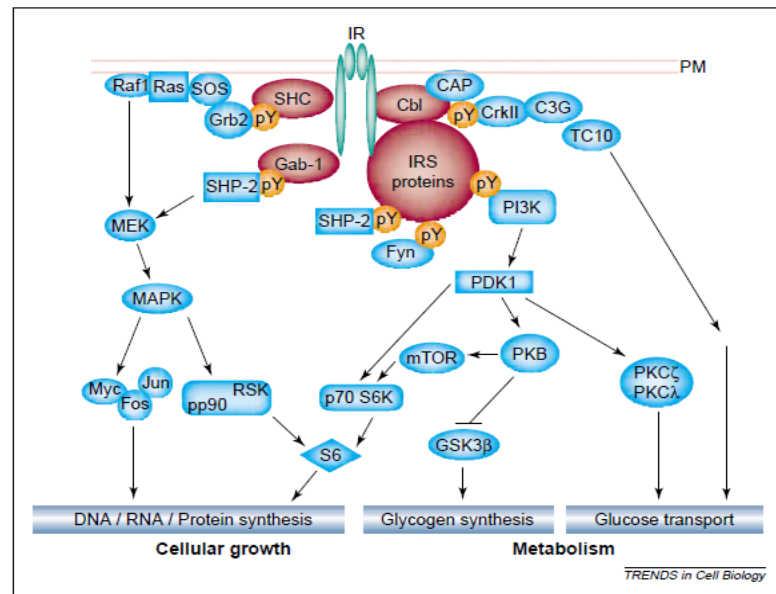 IR
PM
Raf1 Ras SOS
Grb2 pY SHC
Cbl CAP
pY CrkII C3G
TC10
Gab-1
SHP-2 pY
IRS
proteins
pY
PI3K
SHP-2 pY
Fyn pY
MEK
PDK1
MAPK
mTOR PKB
PKCζ
PKCλ
Myc Jun
Fos
RSK
pp90
p70 S6K
GSK3β
S6
DNA / RNA / Protein synthesis
Glycogen synthesis
Glucose transport
Cellular growth
Metabolism
TRENDS in Cell Biology